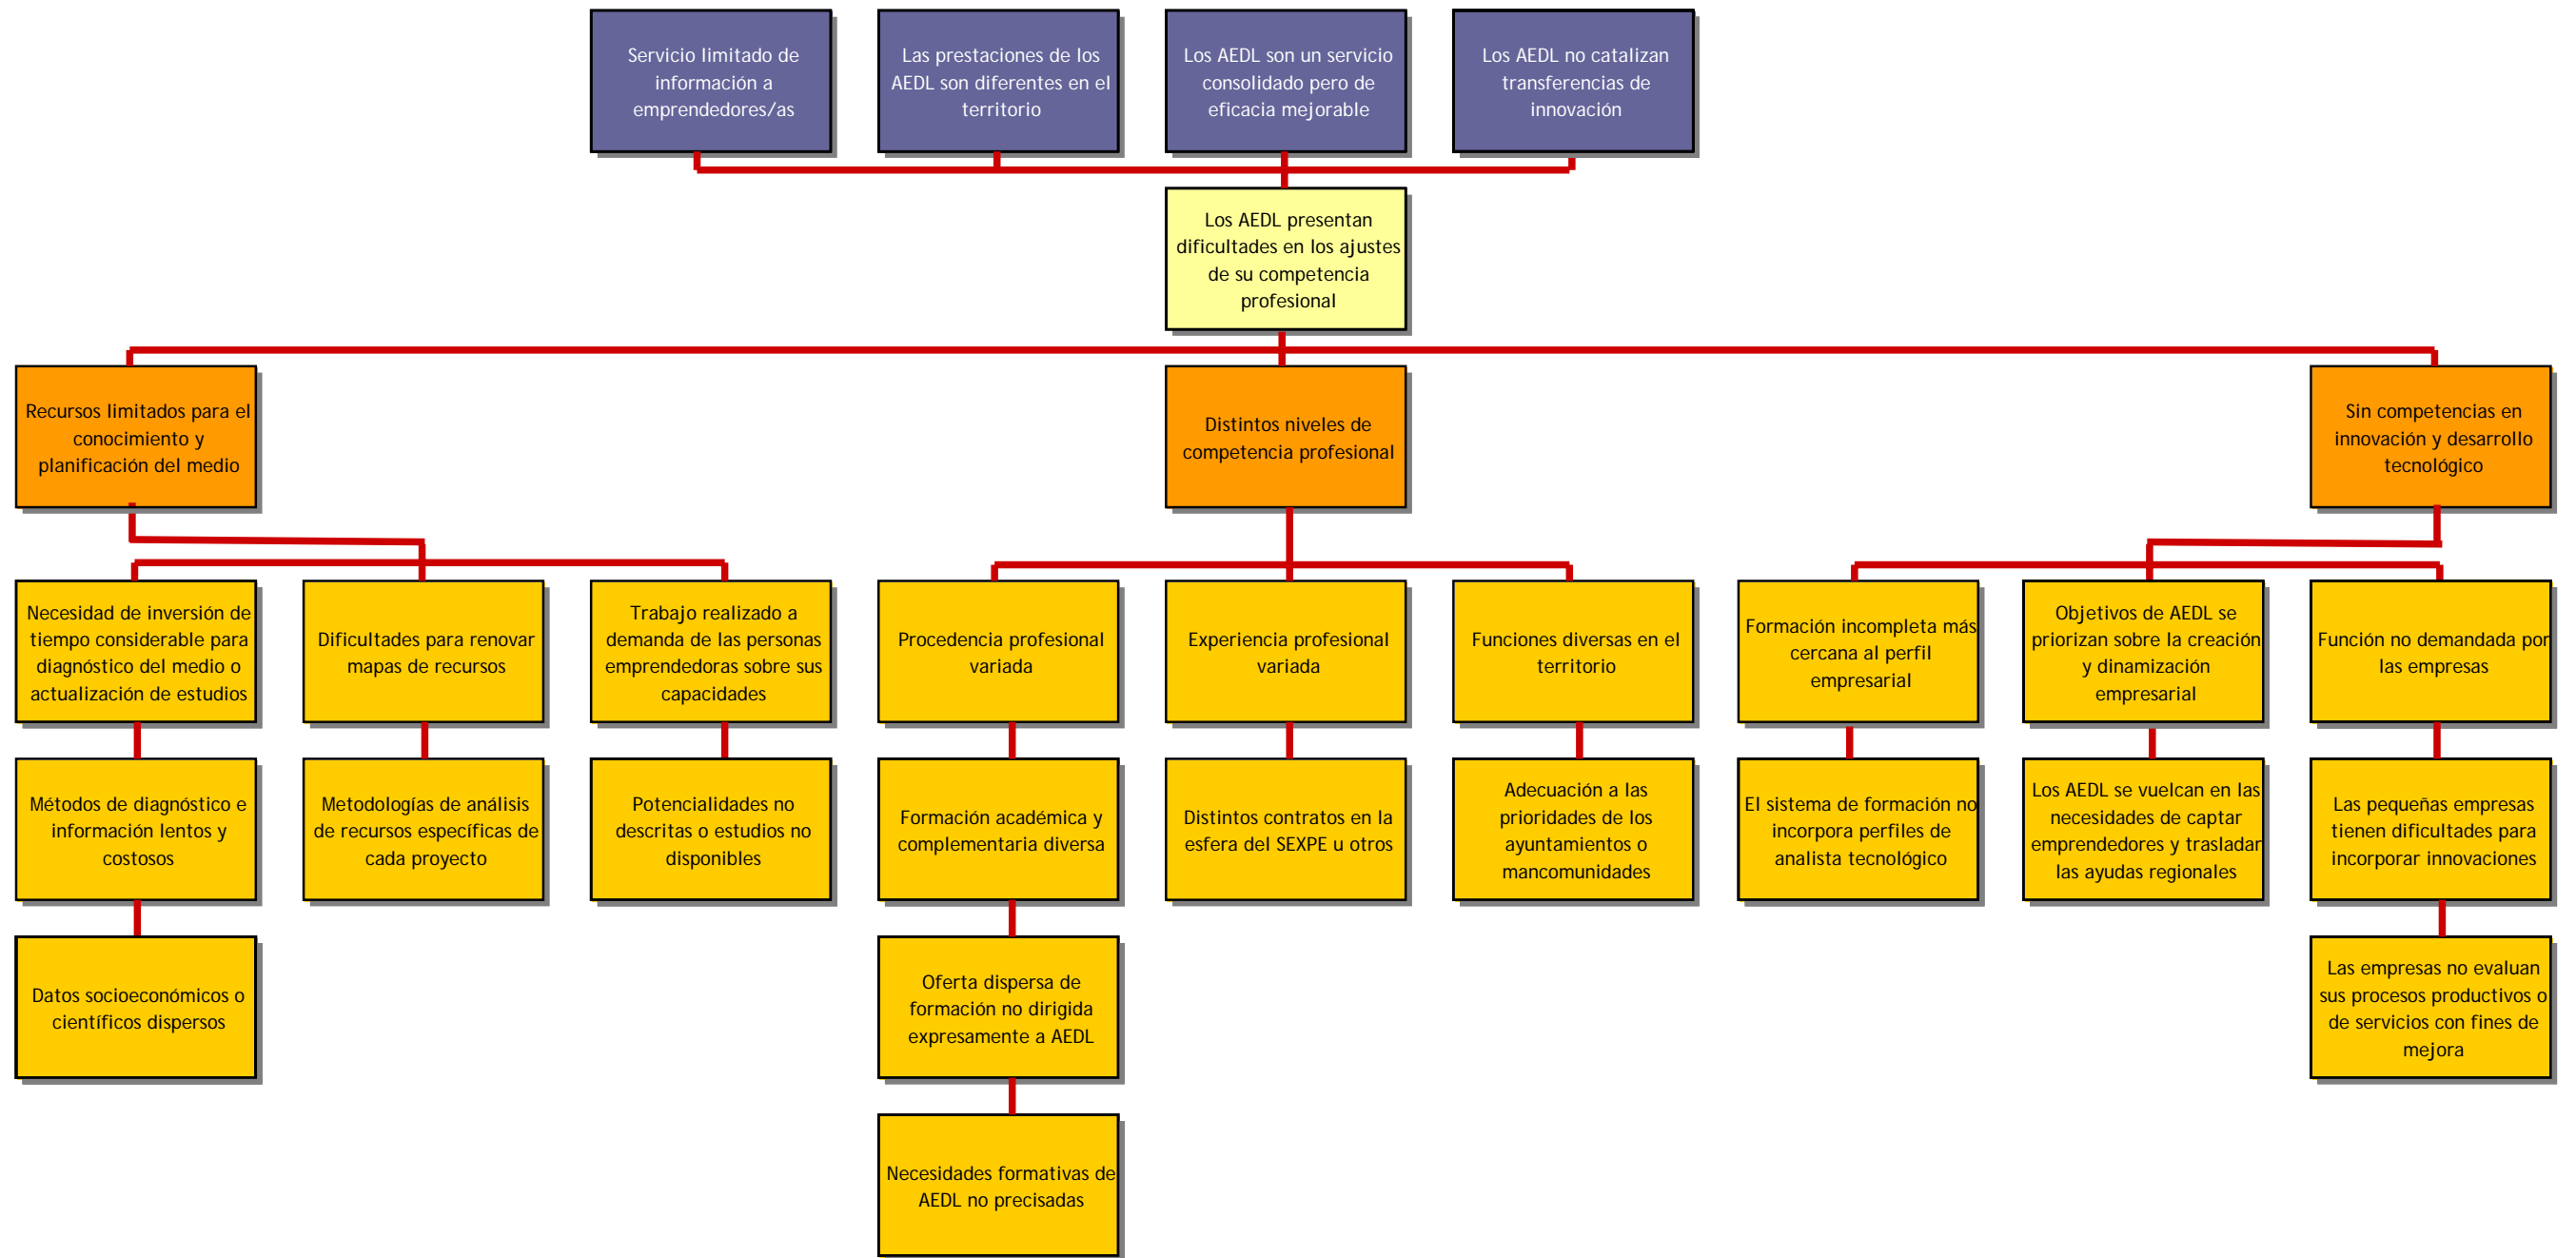 Servicio limitado de
información a
emprendedores/as
Las prestaciones de los
AEDL son diferentes en el
territorio
Los AEDL son un servicio
consolidado pero de
eficacia mejorable
Los AEDL no catalizan
transferencias de
innovación
Los AEDL presentan
dificultades en los ajustes
de su competencia
profesional
Recursos limitados para el
conocimiento y
planificación del medio
Distintos niveles de
competencia profesional
Sin competencias en
innovación y desarrollo
tecnológico
Necesidad de inversión de
tiempo considerable para
diagnóstico del medio o
actualización de estudios
Dificultades para renovar
mapas de recursos
Trabajo realizado a
demanda de las personas
emprendedoras sobre sus
capacidades
Procedencia profesional
variada
Experiencia profesional
variada
Funciones diversas en el
territorio
Formación incompleta más
cercana al perfil
empresarial
Objetivos de AEDL se
priorizan sobre la creación
y dinamización
empresarial
Función no demandada por
las empresas
Métodos de diagnóstico e
información lentos y
costosos
Metodologías de análisis
de recursos específicas de
cada proyecto
Potencialidades no
descritas o estudios no
disponibles
Formación académica y
complementaria diversa
Distintos contratos en la
esfera del SEXPE u otros
Adecuación a las
prioridades de los
ayuntamientos o
mancomunidades
El sistema de formación no
incorpora perfiles de
analista tecnológico
Los AEDL se vuelcan en las
necesidades de captar
emprendedores y trasladar
las ayudas regionales
Las pequeñas empresas
tienen dificultades para
incorporar innovaciones
Datos socioeconómicos o
científicos dispersos
Oferta dispersa de
formación no dirigida
expresamente a AEDL
Las empresas no evaluan
sus procesos productivos o
de servicios con fines de
mejora
Necesidades formativas de
AEDL no precisadas